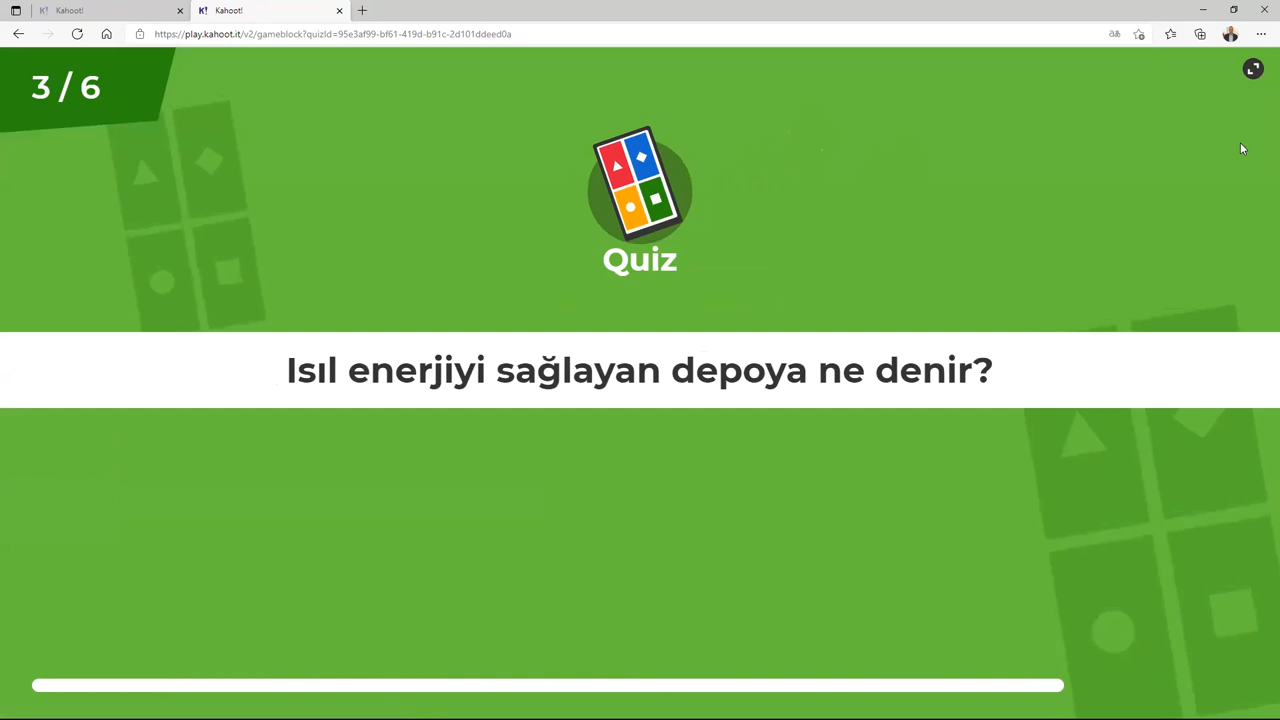 K! Kahoot!
K! Kahoot!
https://play.kahoot.it/v2/gameblock?quizId=95e3af99-bf61-419d-b91c-2d101ddeed0a
3 / 6
Quiz
Isıl enerjiyi sağlayan depoya ne denir?